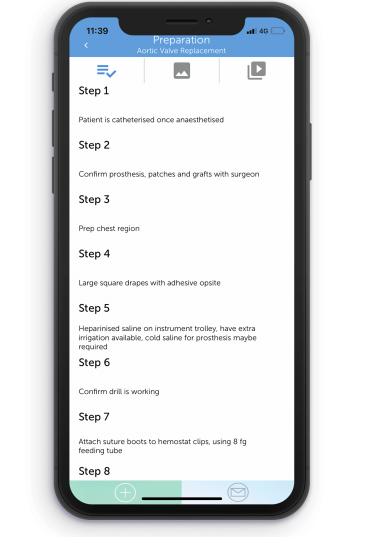 11:39
4G
Preparation
Aortic Valve Replacement
Step 1
Patient is catheterised once anaesthetised
Step 2
Confirm prosthesis, patches and grafts with surgeon
Step 3
Prep chest region
Step 4
Large square drapes with adhesive opsite
Step 5
Heparinised saline on instrument trolley, have extra
irrigation available, cold saline for prosthesis maybe
required
Step 6
Confirm drill is working
Step 7
Attach suture boots to hemostat clips, using 8 fg
feeding tube
Step 8